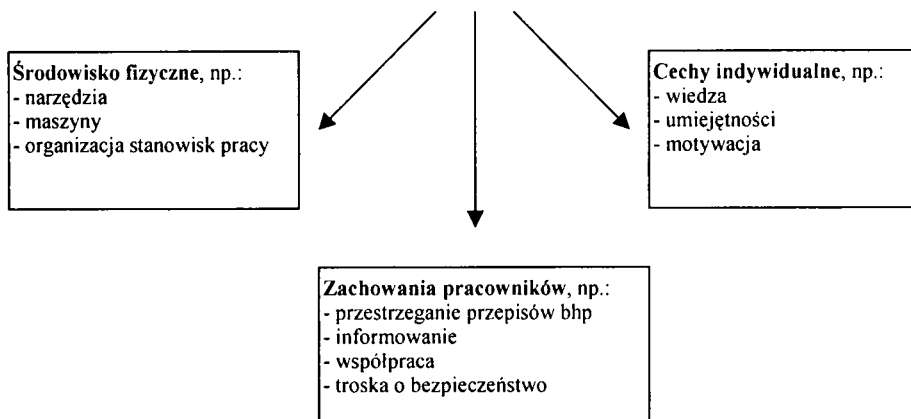 Środowisko fizyczne, np.:
- narzędzia
- maszyny
- organizacja stanowisk pracy
Cechy indywidualne, np.:
- wiedza
- umiejętności
- motywacja
Zachowania pracowników, np.:
- przestrzeganie przepisów bhp
- informowanie
- współpraca
- troska o bezpieczeństwo